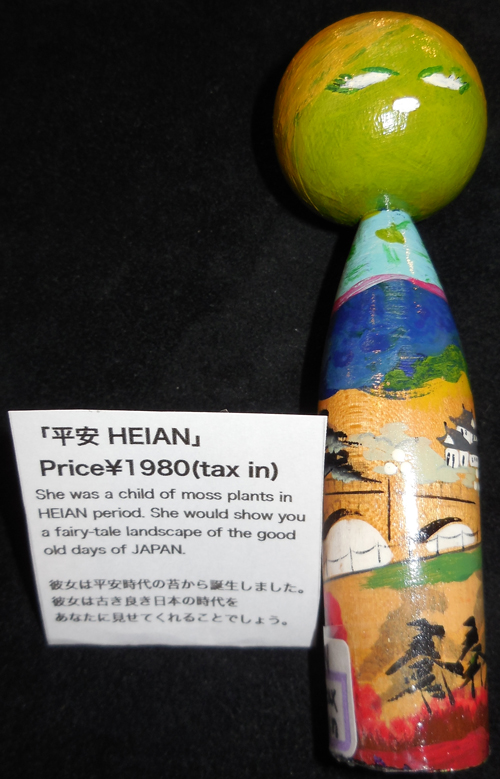 「平安 HEIAN」
Price¥1980(tax in)
She was a child of moss plants in
HEIAN period. She would show you
a fairy-tale landscape of the good
old days of JAPAN.
彼女は平安時代の苔から誕生しました。
彼女は古き良き日本の時代を
あなたに見せてくれることでしょう。